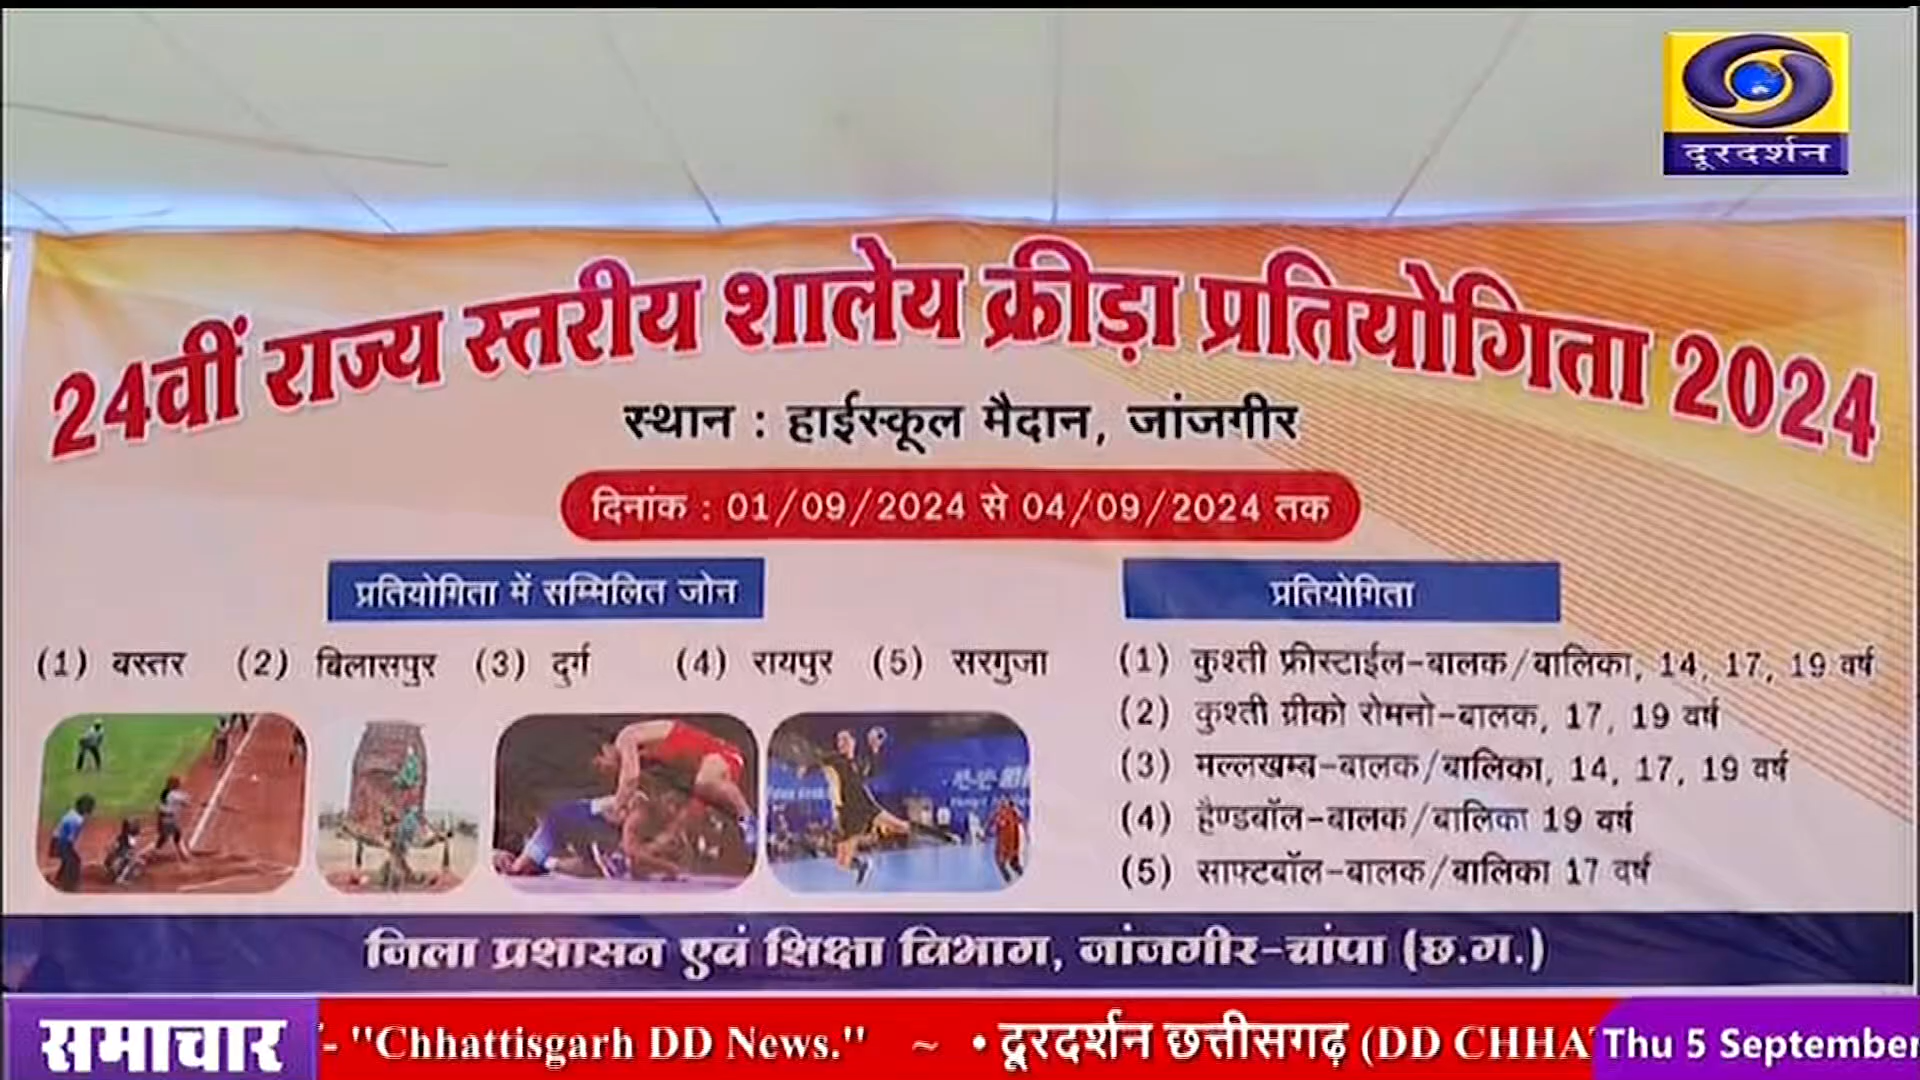 दूरदर्शन
24वीं राज्य स्तरीय शालेय क्रीड़ा प्रतियोगिता 2024
स्थान : हाईस्कूल मैदान, जांजगीर
दिनांक : 01/09/2024 से 04/09/2024 तक
प्रतियोगिता में सम्मिलित जोन
(1) बस्तर (2) बिलासपुर (3) दुर्ग (4) रायपुर (5) सरगुजा
प्रतियोगिता
(1) कुश्ती फ्रीस्टाईल-बालक/बालिका, 14, 17, 19 वर्ष
(2) कुश्ती ग्रीको रोमनो-बालक, 17, 19 वर्ष
(3) मल्लखम्ब-बालक/बालिका, 14, 17, 19 वर्ष
(4) हैण्डबॉल-बालक/बालिका 19 वर्ष
(5) साफ्टबॉल-बालक/बालिका 17 वर्ष
जिला प्रशासन एवं शिक्षा विभाग, जांजगीर-चांपा (छ.ग.)
समाचार - "Chhattisgarh DD News." ~ • दूरदर्शन छत्तीसगढ़ (DD CHHA Thu 5 September